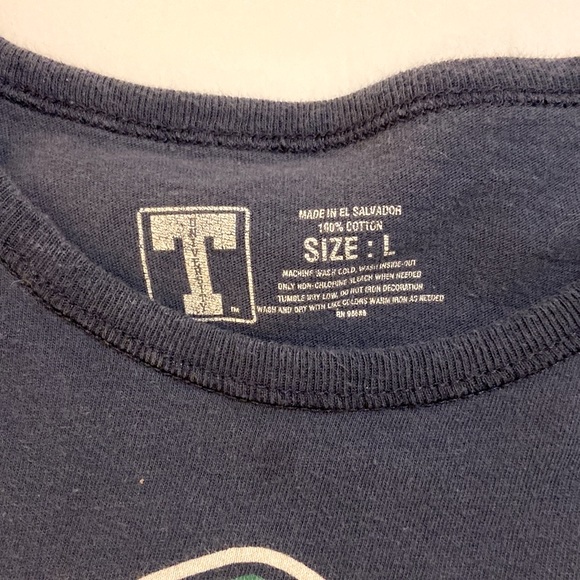 T
MADE IN EL SALVADOR
100% COTTON
SIZE : L
MACHINE WASH COLD, WASH INSIDE-OUT
ONLY NON-CHLORINE BLEACH WHEN NEEDED
TUMBLE DRY LOW, DO NOT IRON DECORATION
WASH AND DRY WITH LIKE COLORS WARM IRON AS NEEDED